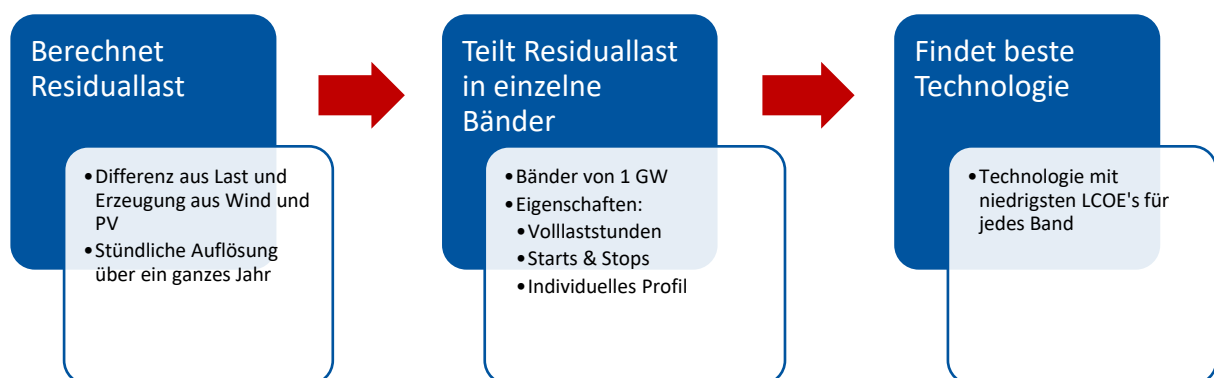 Berechnet
Residuallast
•Differenz aus Last und
Erzeugung aus Wind und
PV
•Stündliche Auflösung
über ein ganzes Jahr
Teilt Residuallast
in einzelne
Bänder
•Bänder von 1 GW
•Eigenschaften:
•Volllaststunden
•Starts & Stops
•Individuelles Profil
Findet beste
Technologie
•Technologie mit
niedrigsten LCOE's für
jedes Band